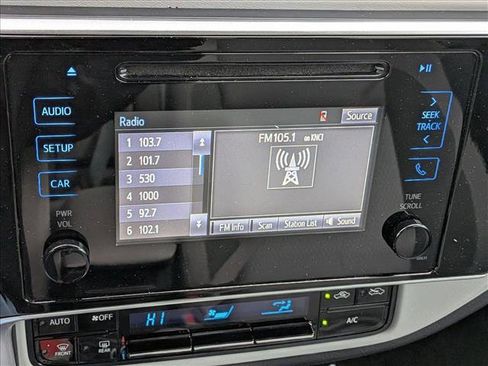 AUDIO
SETUP
CAR
PWR
VOL
Radio
Source
1 103.7
2 101.7
3 530
4 1000
5 92.7
6 102.1
FM 105.1 on KNCI
FM Info
Scan
Station List
Sound
SEEK
TRACK
TUNE
SCROLL
AUTO
OFF
FRONT
REAR
HI
A/C